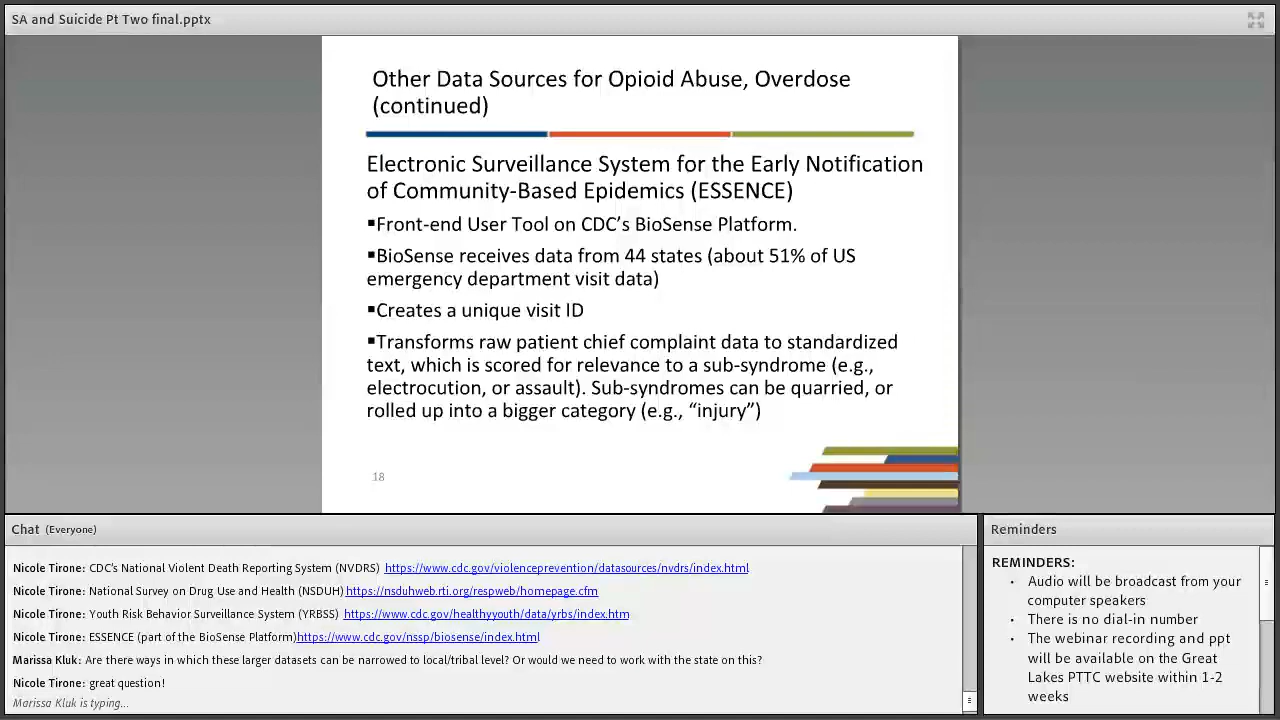 SA and Suicide Pt Two final.pptx
Other Data Sources for Opioid Abuse, Overdose
(continued)
Electronic Surveillance System for the Early Notification
of Community-Based Epidemics (ESSENCE)
▪Front-end User Tool on CDC’s BioSense Platform.
▪BioSense receives data from 44 states (about 51% of US
emergency department visit data)
▪Creates a unique visit ID
▪Transforms raw patient chief complaint data to standardized
text, which is scored for relevance to a sub-syndrome (e.g.,
electrocution, or assault). Sub-syndromes can be quarried, or
rolled up into a bigger category (e.g., “injury”)
18
Chat (Everyone)
Nicole Tirone: CDC's National Violent Death Reporting System (NVDRS) https://www.cdc.gov/violenceprevention/datasources/nvdrs/index.html
Nicole Tirone: National Survey on Drug Use and Health (NSDUH) https://nsduhweb.rti.org/respweb/homepage.cfm
Nicole Tirone: Youth Risk Behavior Surveillance System (YRBSS) https://www.cdc.gov/healthyyouth/data/yrbs/index.htm
Nicole Tirone: ESSENCE (part of the BioSense Platform)https://www.cdc.gov/nssp/biosense/index.html
Marissa Kluk: Are there ways in which these larger datasets can be narrowed to local/tribal level? Or would we need to work with the state on this?
Nicole Tirone: great question!
Marissa Kluk is typing...
Reminders
REMINDERS:
• Audio will be broadcast from your
computer speakers
• There is no dial-in number
• The webinar recording and ppt
will be available on the Great
Lakes PTTC website within 1-2
weeks